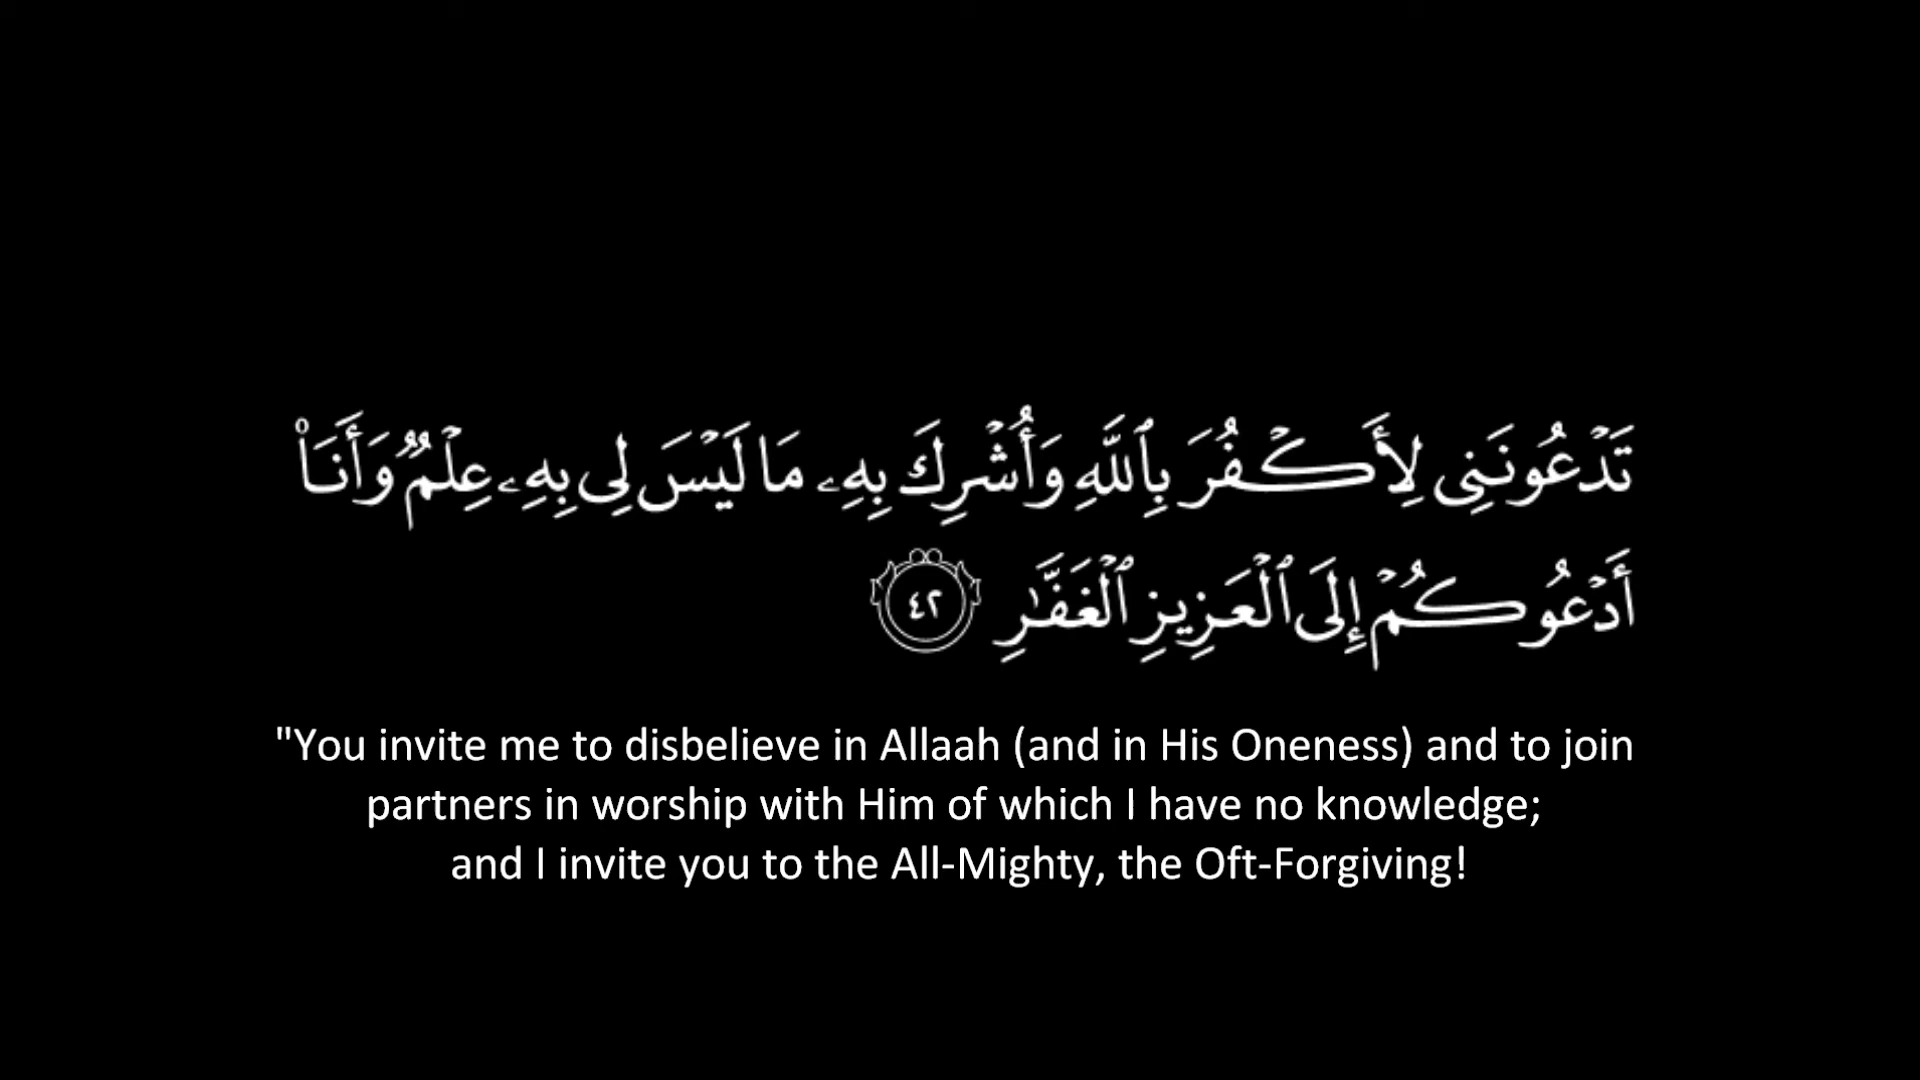 تَدْعُونَنِى لِأَكْفُرَ بِٱللَّهِ وَأُشْرِكَ بِهِۦ مَا لَيْسَ لِى بِهِۦ عِلْمٌ وَأَنَا۠
أَدْعُوكُمْ إِلَى ٱلْعَزِيزِ ٱلْغَفَّـٰرِ ٤٢
"You invite me to disbelieve in Allaah (and in His Oneness) and to join
partners in worship with Him of which I have no knowledge;
and I invite you to the All-Mighty, the Oft-Forgiving!